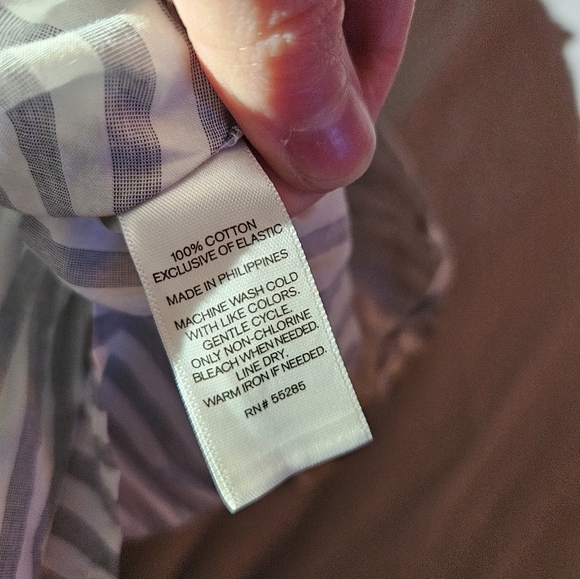 100% COTTON
EXCLUSIVE OF ELASTIC
MADE IN PHILIPPINES
MACHINE WASH COLD
WITH LIKE COLORS.
GENTLE CYCLE.
ONLY NON-CHLORINE
BLEACH WHEN NEEDED.
LINE DRY.
WARM IRON IF NEEDED.
RN# 55285